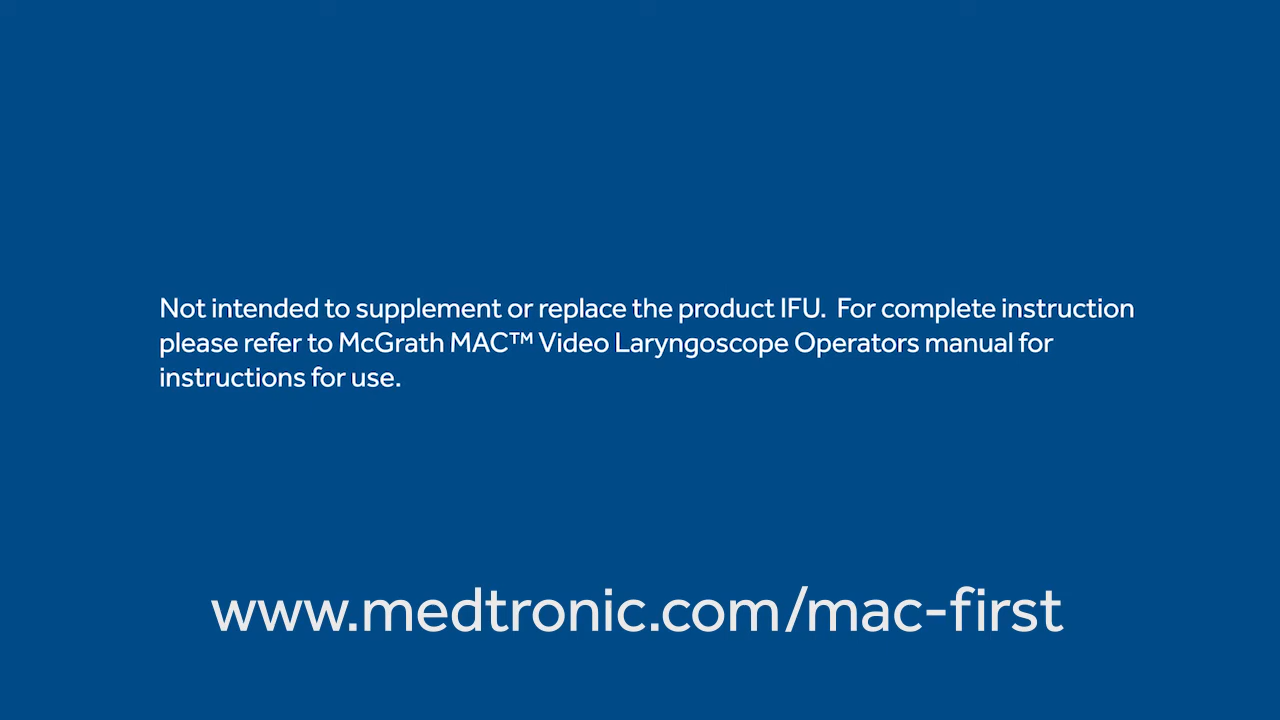 Not intended to supplement or replace the product IFU.  For complete instruction
please refer to McGrath MAC™ Video Laryngoscope Operators manual for
instructions for use.
www.medtronic.com/mac-first